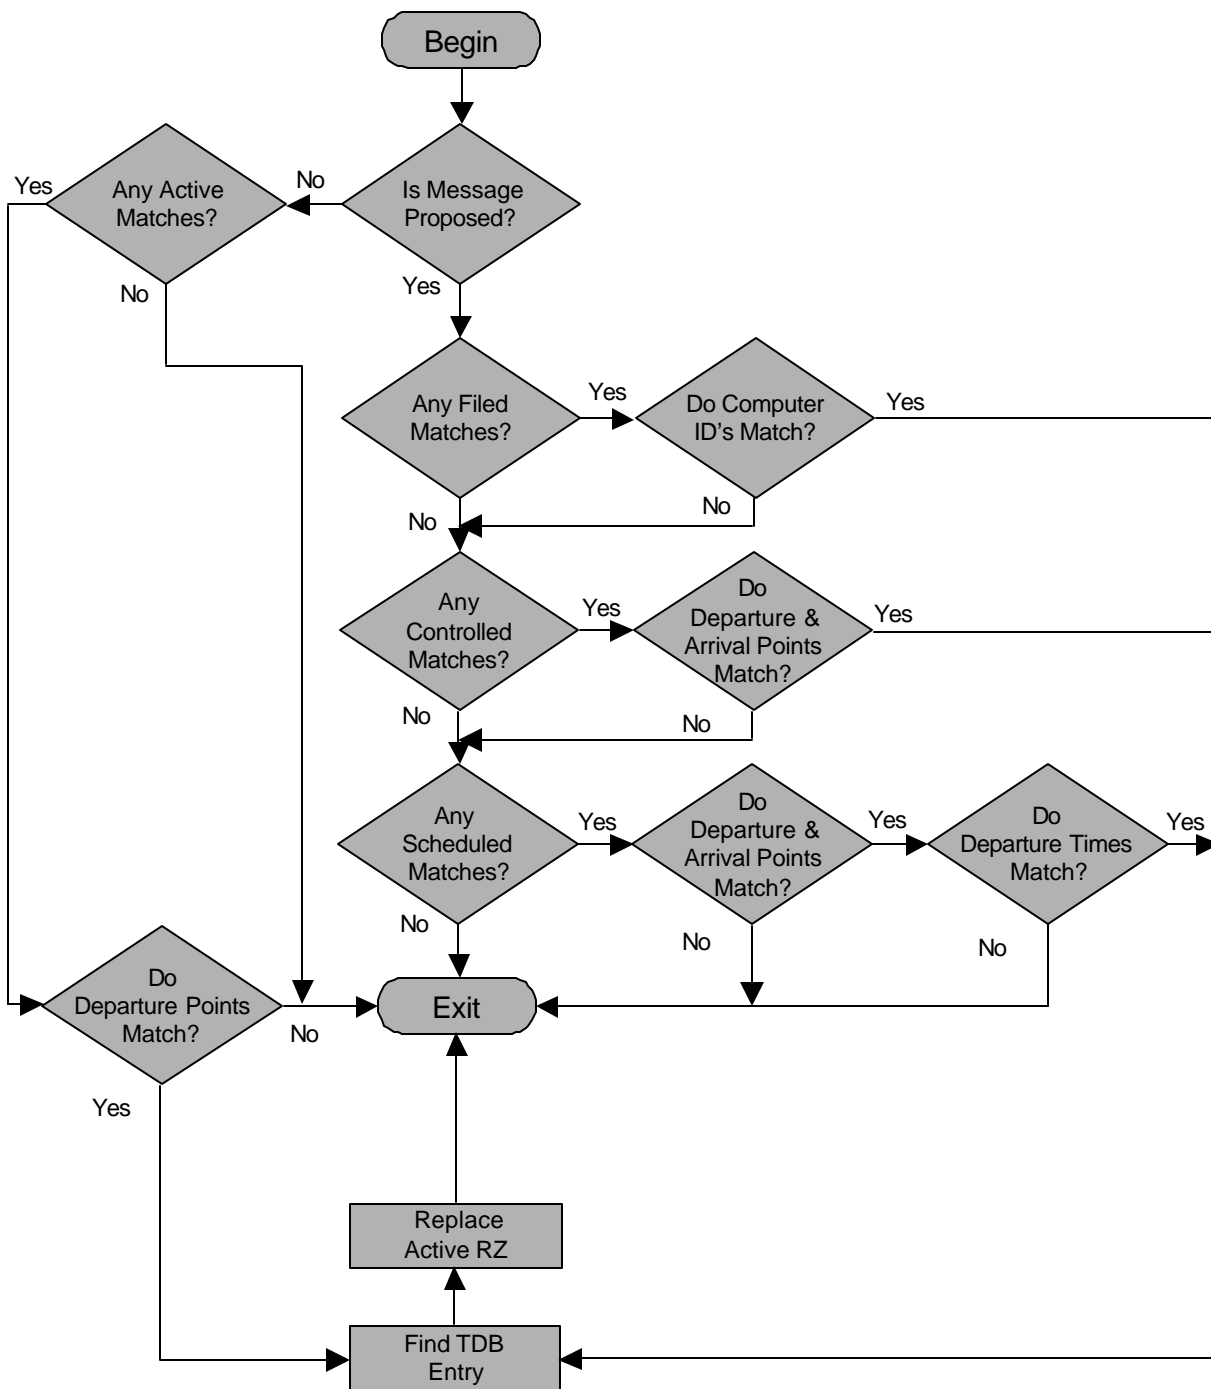 Begin
Is Message
Proposed?
No
Any Active
Matches?
Yes
No
Yes
Any Filed
Matches?
Yes
Do Computer
ID's Match?
Yes
No
No
Any
Controlled
Matches?
Yes
Do
Departure &
Arrival Points
Match?
Yes
No
No
Any
Scheduled
Matches?
Yes
Do
Departure &
Arrival Points
Match?
Yes
Do
Departure Times
Match?
Yes
No
No
No
Do
Departure Points
Match?
No
Exit
Yes
Replace
Active RZ
Find TDB
Entry